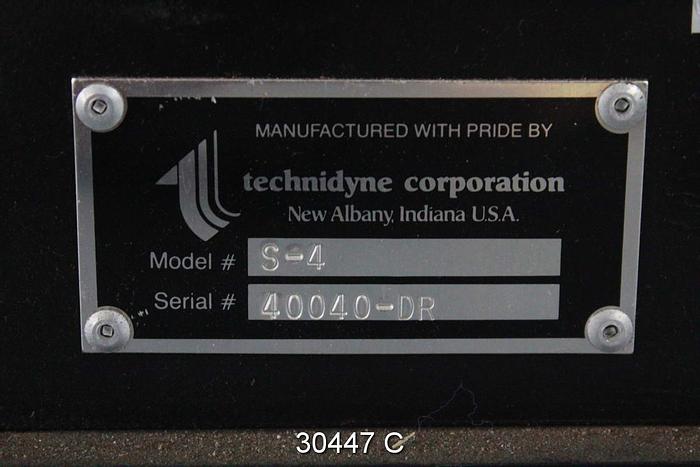 MANUFACTURED WITH PRIDE BY
technidyne corporation
New Albany, Indiana U.S.A.
Model # S-4
Serial # 40040-DR
30447 C